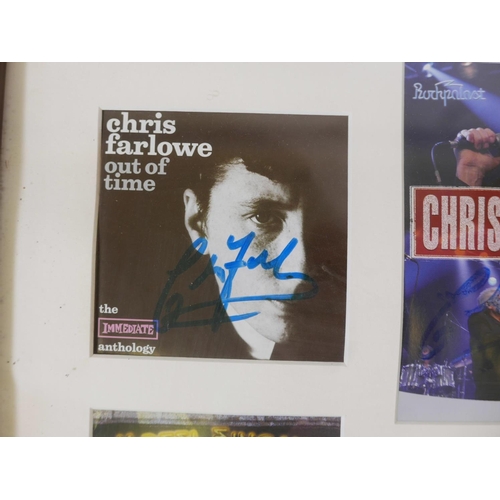 chris
farlowe
out of
time
the
IMMEDIATE
anthology
Rockpalast
CHRIS